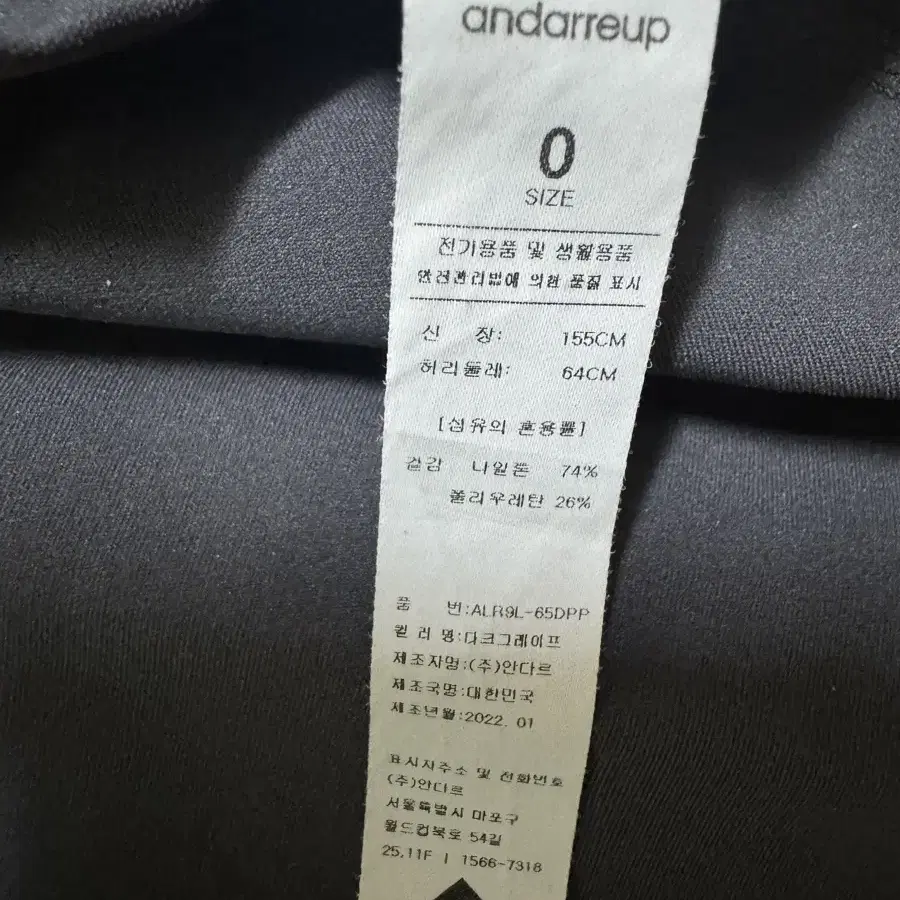 andarreup
0
SIZE
전기용품 및 생활용품
안전관리법에 의한 품질 표시
신 장: 155CM
허리둘레: 64CM
[섬유의 혼용률]
겉감 나일론 74%
폴리우레탄 26%
품 번:ALR9L-65DPP
컬 러 명:다크그레이프
제조자명:(주)안다르
제조국명:대한민국
제조년월:2022. 01
표시자주소 및 전화번호
(주)안다르
서울특별시 마포구
월드컵북로 54길
25,11F | 1566-7318